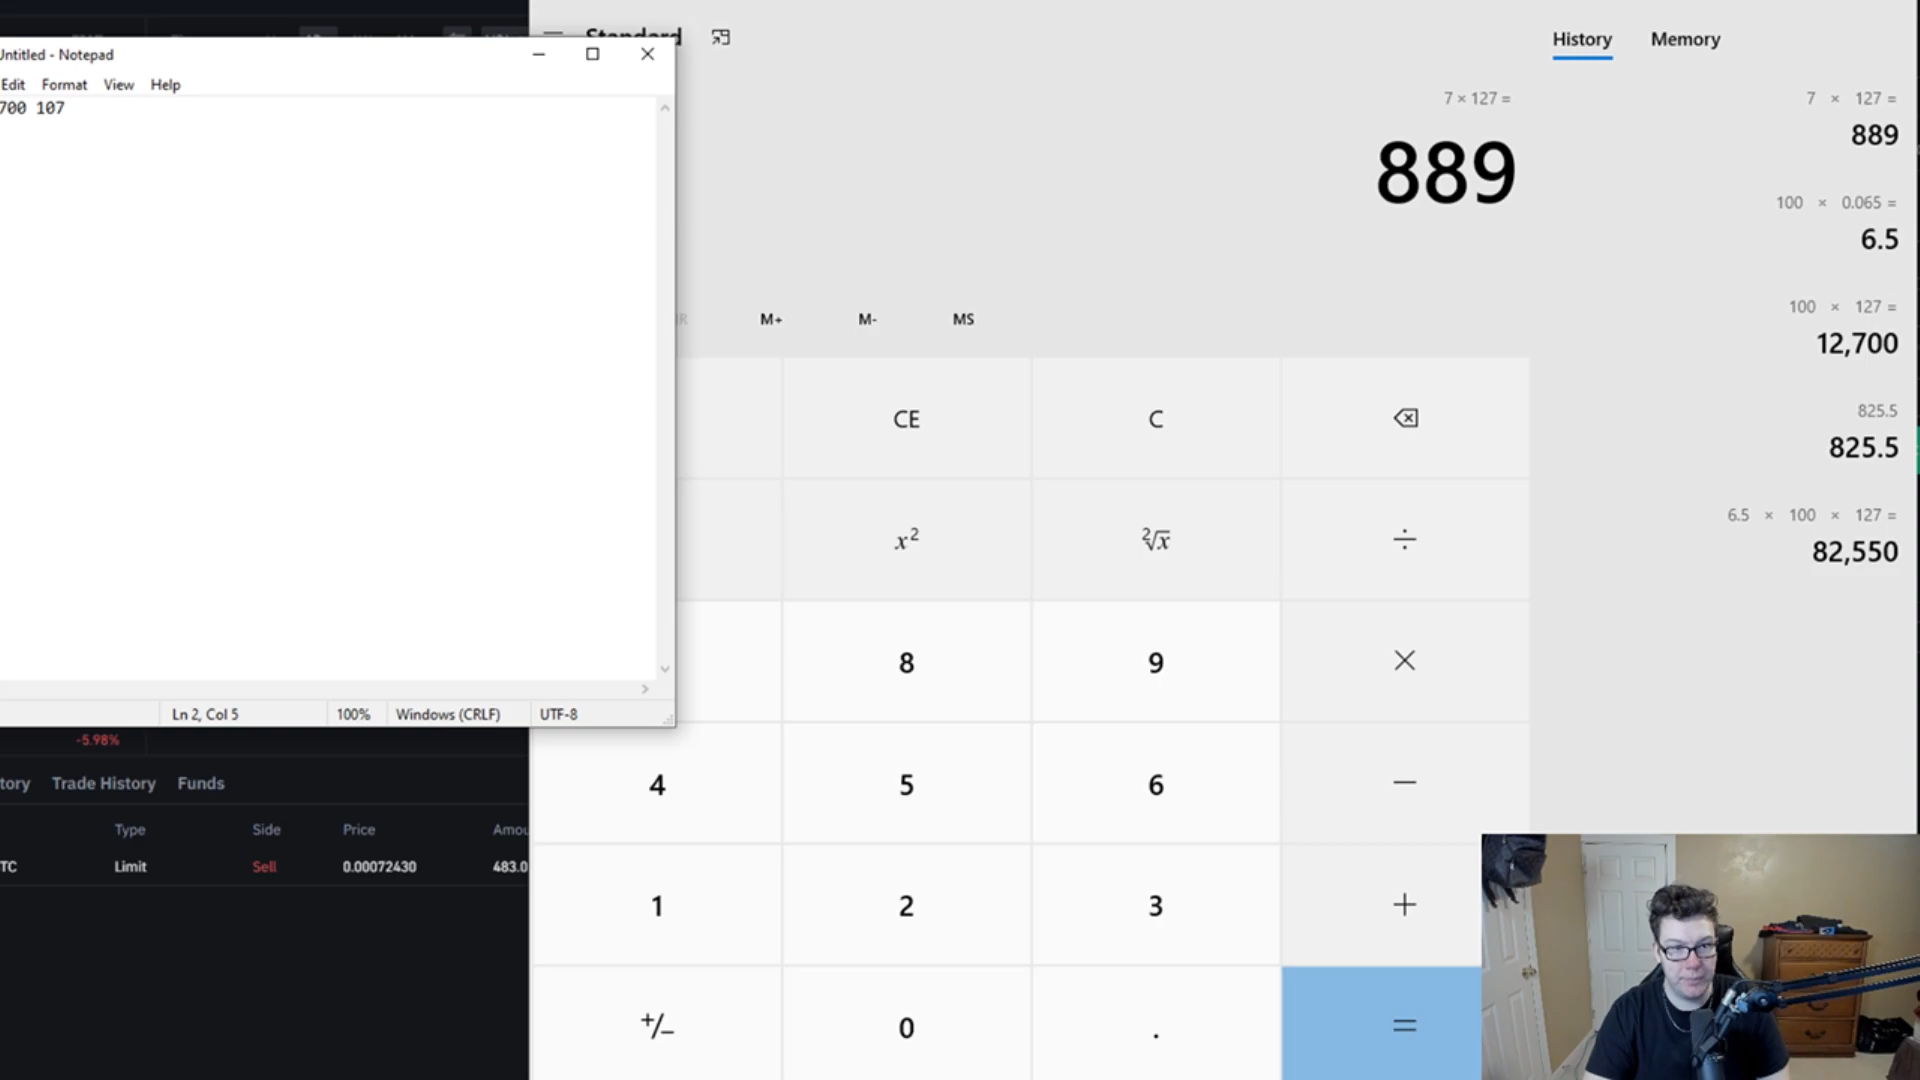 Untitled - Notepad
Edit Format View Help
700 107
Ln 2, Col 5 100% Windows (CRLF) UTF-8
-5.98%
tory Trade History Funds
Type Side Price Amou
TC Limit Sell 0.00072430 483.0
Standard
7 × 127 =
889
M+ M- MS
CE C
x² ²√x ÷
8 9 ×
4 5 6 −
1 2 3 +
+/− 0 . =
History Memory
7 × 127 =
889
100 × 0.065 =
6.5
100 × 127 =
12,700
825.5
825.5
6.5 × 100 × 127 =
82,550